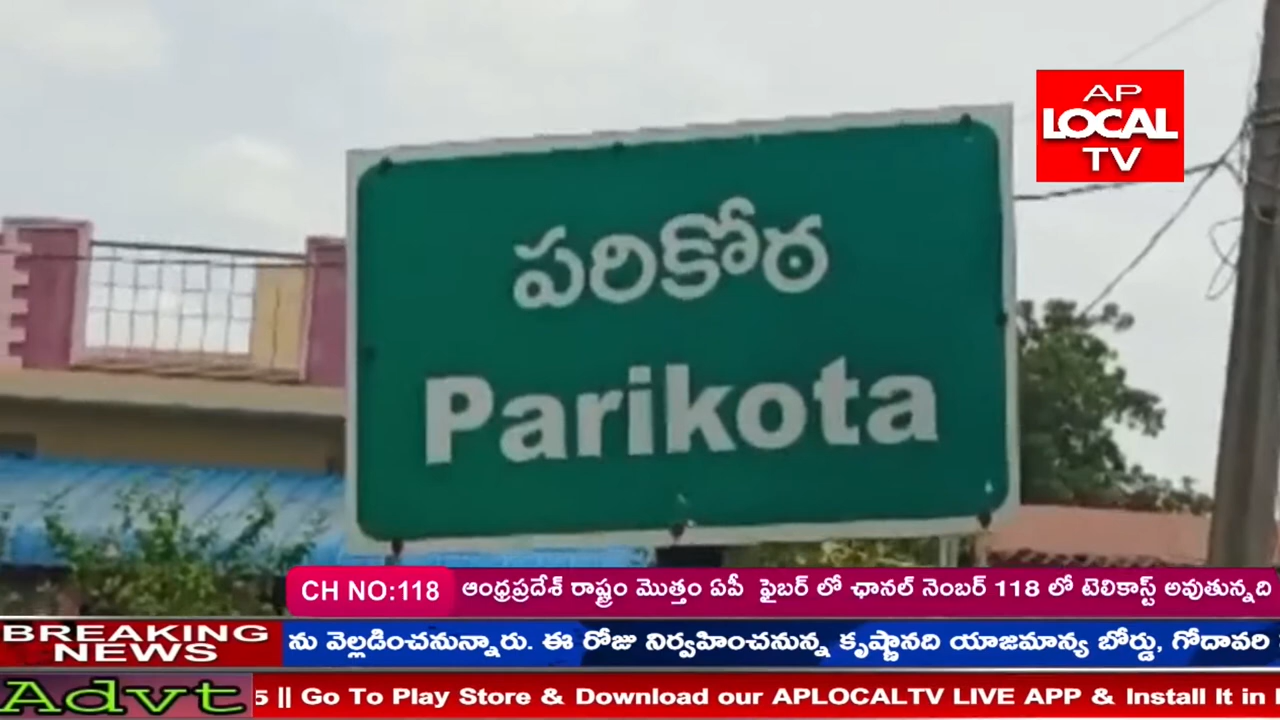 AP
LOCAL
TV
పరికోఠ
Parikota
CH NO:118 ఆంధ్రప్రదేశ్ రాష్ట్రం మొత్తం ఏపీ ఫైబర్ లో ఛానల్ నెంబర్ 118 లో టెలికాస్ట్ అవుతున్నది
BREAKING NEWS
ను వెల్లడించనున్నారు. ఈ రోజు నిర్వహించనున్న కృష్ణానది యాజమాన్య బోర్డు, గోదావరి
Advt
|| Go To Play Store & Download our APLOCALTV LIVE APP & Install It in